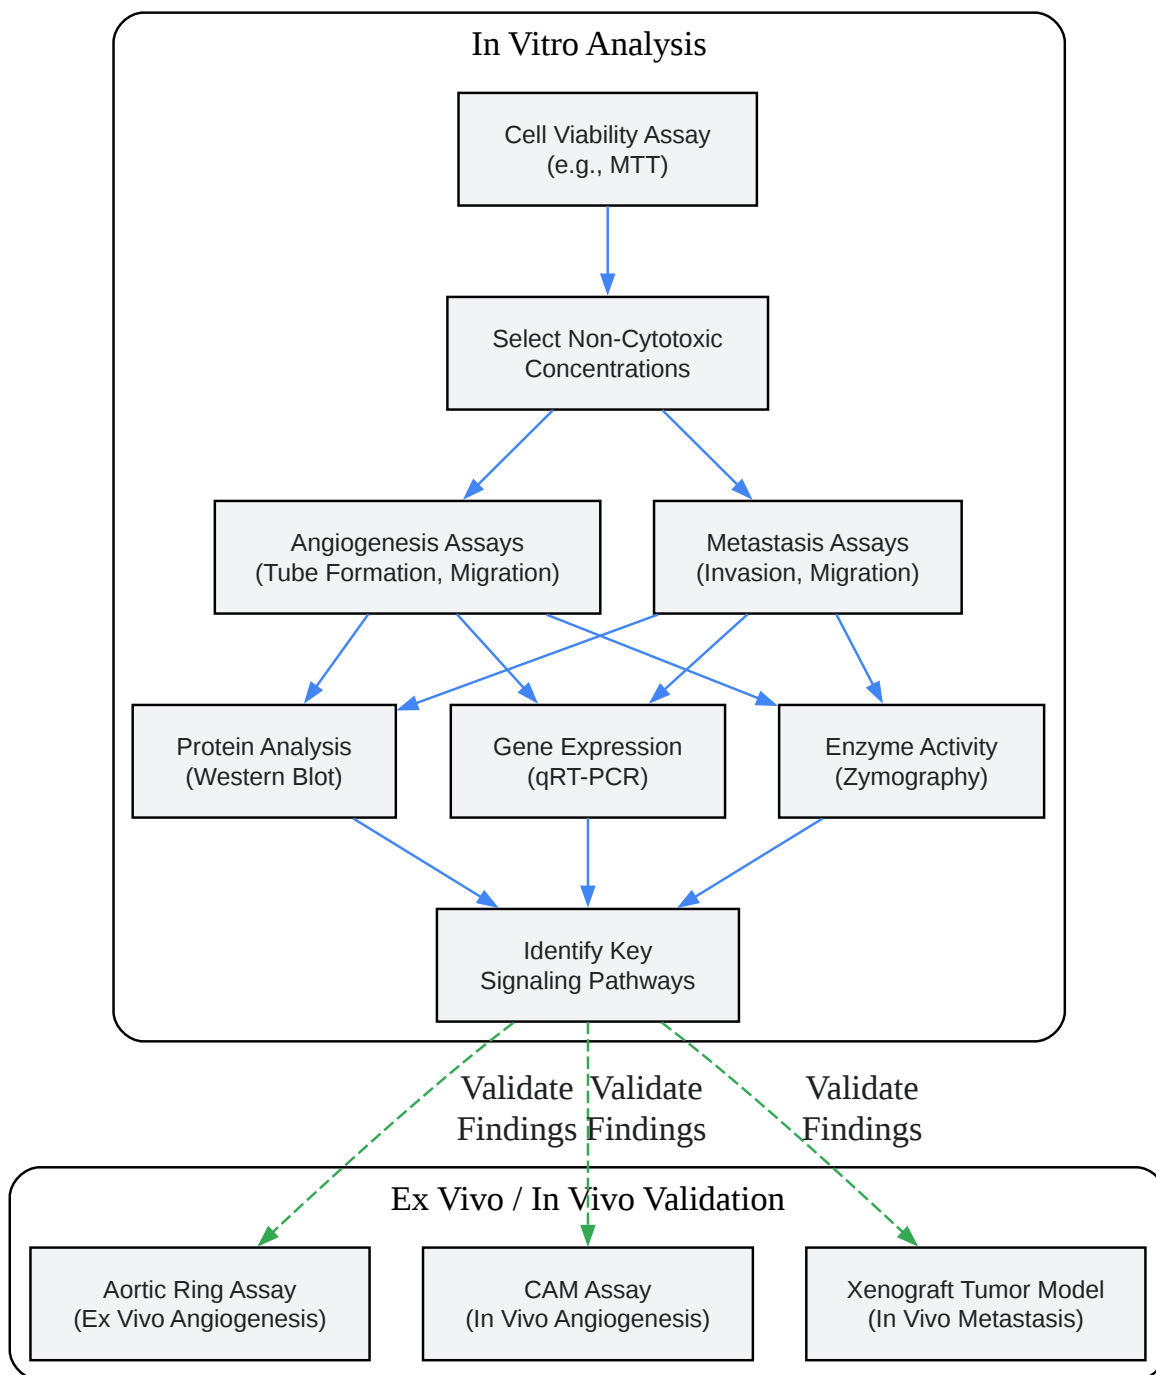 In Vitro Analysis
Cell Viability Assay
(e.g., MTT)
Select Non-Cytotoxic
Concentrations
Angiogenesis Assays
(Tube Formation, Migration)
Metastasis Assays
(Invasion, Migration)
Protein Analysis
(Western Blot)
Gene Expression
(qRT-PCR)
Enzyme Activity
(Zymography)
Identify Key
Signaling Pathways
Validate
Findings
Validate
Findings
Validate
Findings
Ex Vivo / In Vivo Validation
Aortic Ring Assay
(Ex Vivo Angiogenesis)
CAM Assay
(In Vivo Angiogenesis)
Xenograft Tumor Model
(In Vivo Metastasis)